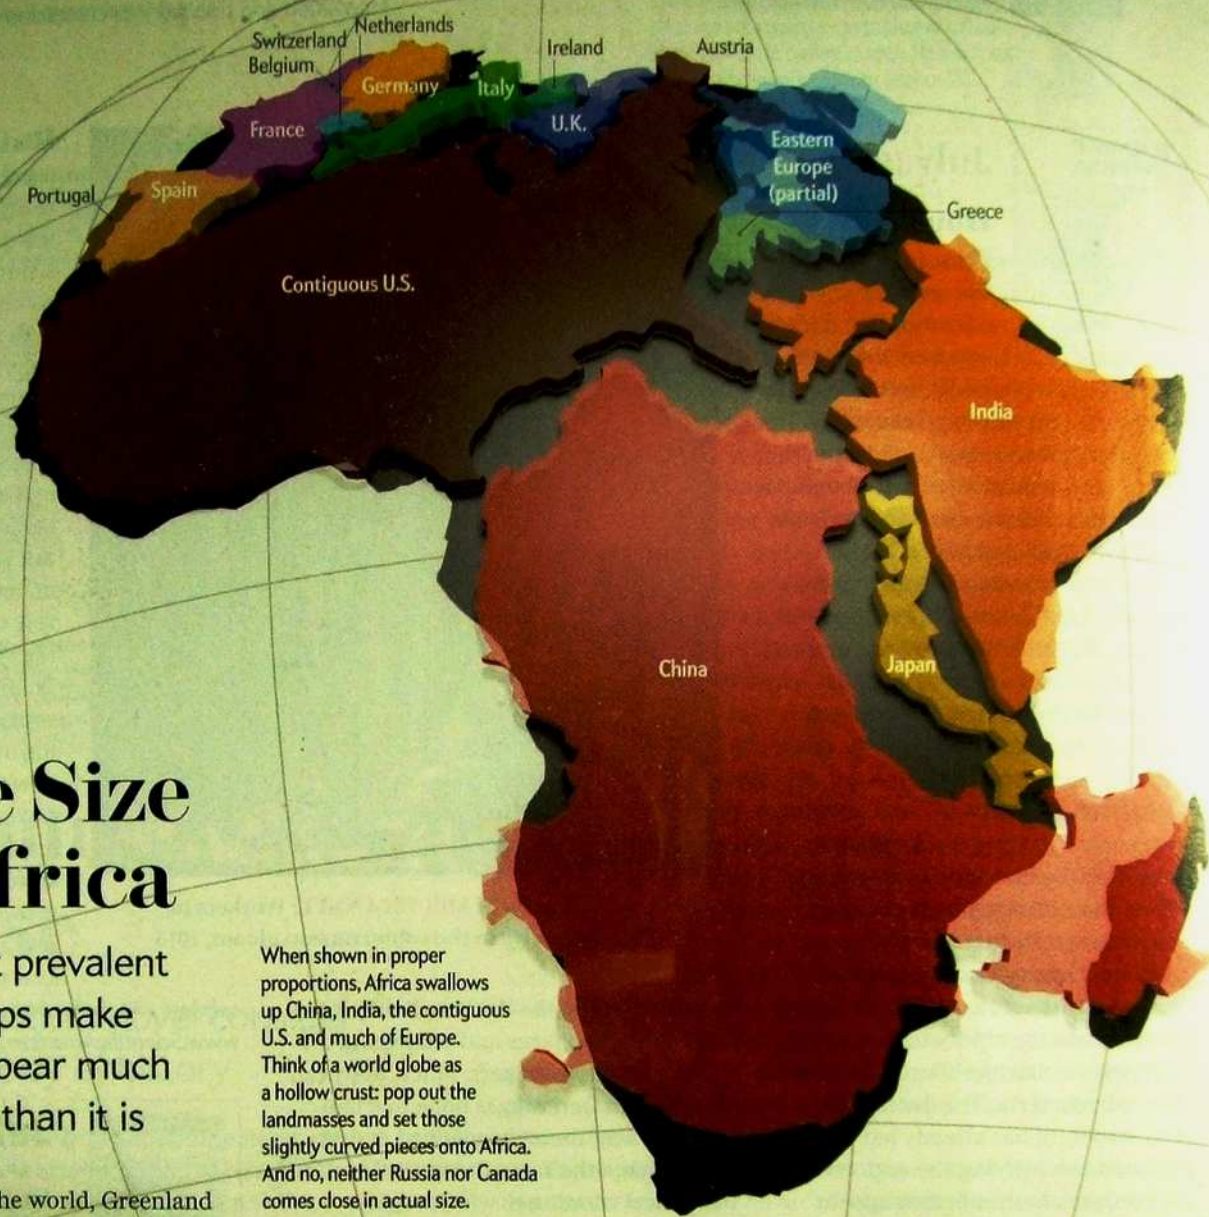 Netherlands
Switzerland
Belgium
Ireland
Austria
Germany
Italy
U.K.
France
Eastern
Europe
(partial)
Portugal
Spain
Greece
Contiguous U.S.
India
China
Japan
e Size
frica
prevalent
ps make
pear much
than it is
he world, Greenland
When shown in proper
proportions, Africa swallows
up China, India, the contiguous
U.S. and much of Europe.
Think of a world globe as
a hollow crust: pop out the
landmasses and set those
slightly curved pieces onto Africa.
And no, neither Russia nor Canada
comes close in actual size.